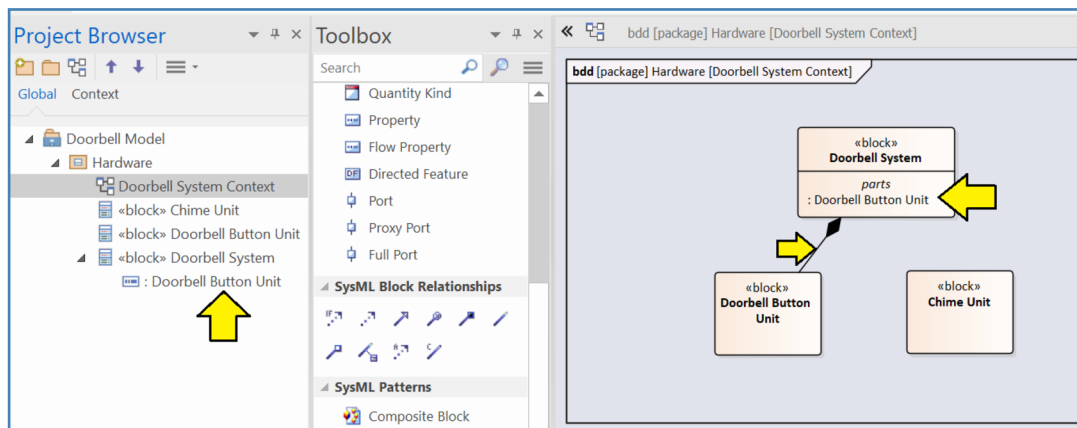 Project Browser
Global Context
Doorbell Model
Hardware
Doorbell System Context
«block» Chime Unit
«block» Doorbell Button Unit
«block» Doorbell System
: Doorbell Button Unit
Toolbox
Search
Quantity Kind
Property
Flow Property
DF Directed Feature
Port
Proxy Port
Full Port
SysML Block Relationships
IF
A C
SysML Patterns
Composite Block
bdd [package] Hardware [Doorbell System Context]
bdd [package] Hardware [Doorbell System Context]
«block»
Doorbell System
parts
: Doorbell Button Unit
«block»
Doorbell Button
Unit
«block»
Chime Unit